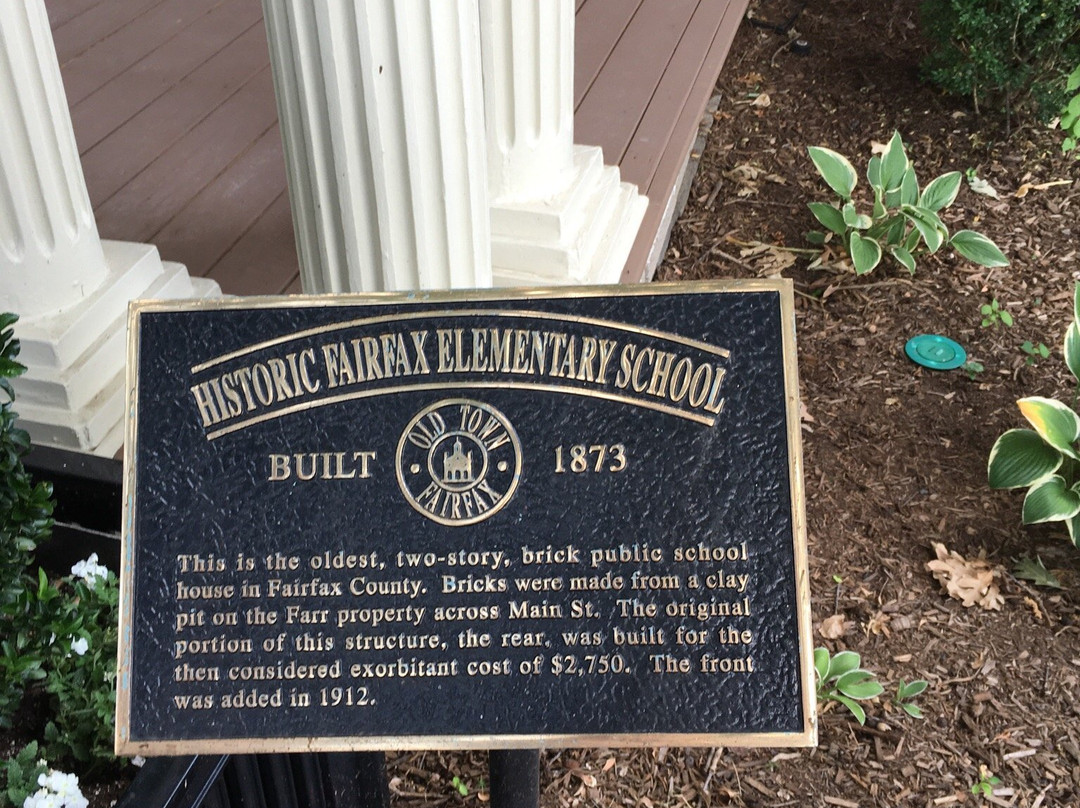 HISTORIC FAIRFAX ELEMENTARY SCHOOL
BUILT
OLD TOWN
FAIRFAX
1873
This is the oldest, two-story, brick public school
house in Fairfax County. Bricks were made from a clay
pit on the Farr property across Main St. The original
portion of this structure, the rear, was built for the
then considered exorbitant cost of $2,750. The front
was added in 1912.